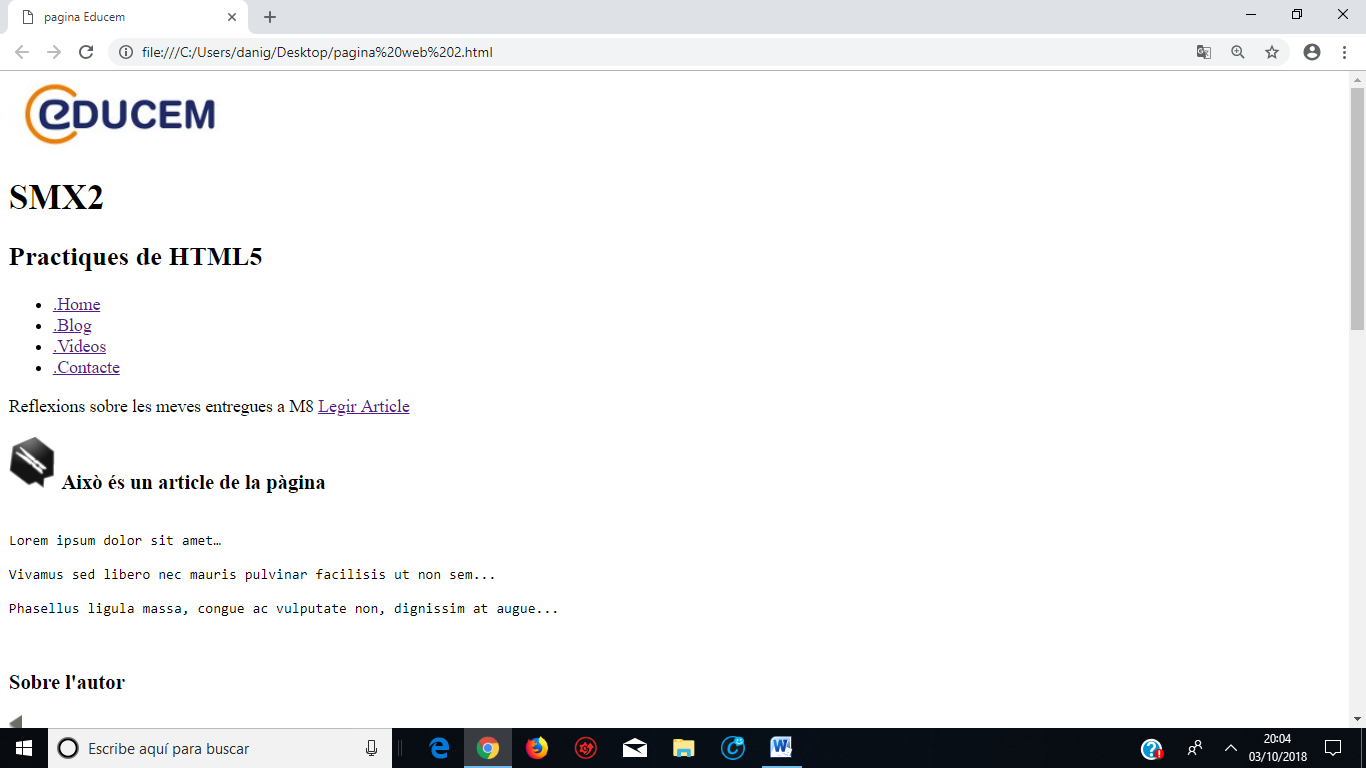 pagina Educem
file:///C:/Users/danig/Desktop/pagina%20web%202.html
eDUCEM
SMX2
Practiques de HTML5
.Home
.Blog
.Videos
.Contacte
Reflexions sobre les meves entregues a M8 Legir Article
Això és un article de la pàgina
Lorem ipsum dolor sit amet…
Vivamus sed libero nec mauris pulvinar facilisis ut non sem...
Phasellus ligula massa, congue ac vulputate non, dignissim at augue...
Sobre l'autor
Escribe aquí para buscar
20:04
03/10/2018